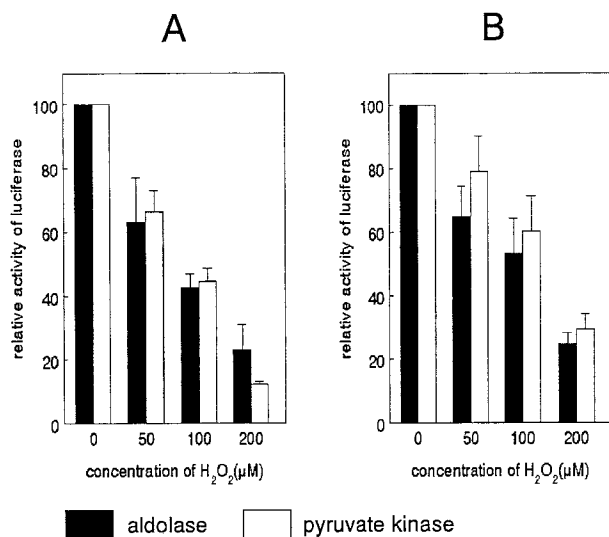 A
relative activity of luciferase
100
80
60
40
20
0
0 50 100 200
concentration of H₂O₂(µM)
B
relative activity of luciferase
100
80
60
40
20
0
0 50 100 200
concentration of H₂O₂(µM)
aldolase
pyruvate kinase